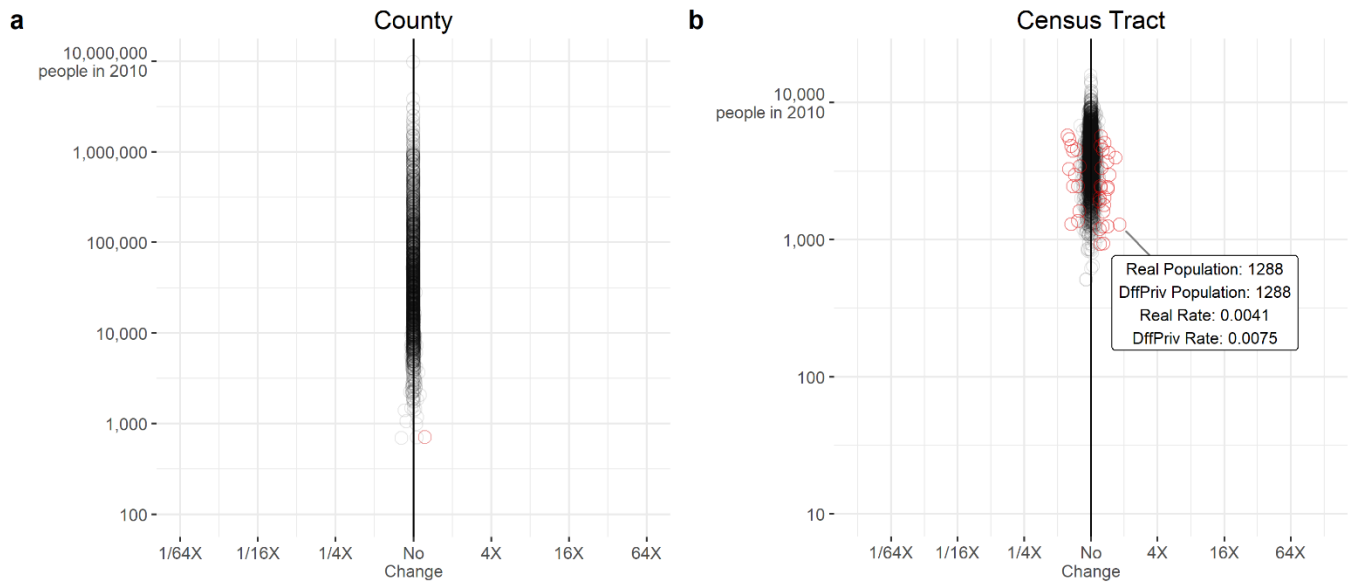 a
County
10,000,000
people in 2010
1,000,000
100,000
10,000
1,000
100
1/64X
1/16X
1/4X
No
Change
4X
16X
64X
b
Census Tract
10,000
people in 2010
1,000
100
10
Real Population: 1288
DffPriv Population: 1288
Real Rate: 0.0041
DffPriv Rate: 0.0075
1/64X
1/16X
1/4X
No
Change
4X
16X
64X